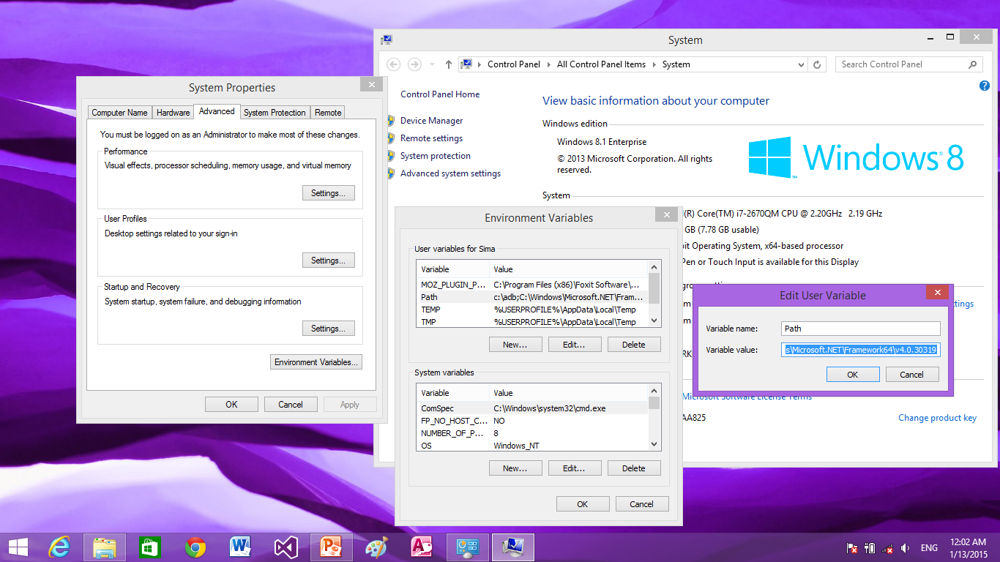 System
Control Panel
All Control Panel Items
System
Search Control Panel
Control Panel Home
Device Manager
Remote settings
System protection
Advanced system settings
View basic information about your computer
Windows edition
Windows 8.1 Enterprise
© 2013 Microsoft Corporation. All rights
reserved.
Windows 8
System
(R) Core(TM) i7-2670QM CPU @ 2.20GHz 2.19 GHz
GB (7.78 GB usable)
it Operating System, x64-based processor
Pen or Touch Input is available for this Display
Microsoft Software License Terms
AA825
Change product key
System Properties
Computer Name
Hardware
Advanced
System Protection
Remote
You must be logged on as an Administrator to make most of these changes.
Performance
Visual effects, processor scheduling, memory usage, and virtual memory
Settings...
User Profiles
Desktop settings related to your sign-in
Settings...
Startup and Recovery
System startup, system failure, and debugging information
Settings...
Environment Variables...
OK
Cancel
Apply
Environment Variables
User variables for Sima
Variable Value
MOZ_PLUGIN_P... C:\Program Files (x86)\Foxit Software\...
Path c:\adb;C:\Windows\Microsoft.NET\Fram...
TEMP %USERPROFILE%\AppData\Local\Temp
TMP %USERPROFILE%\AppData\Local\Temp
New... Edit... Delete
System variables
Variable Value
ComSpec C:\Windows\system32\cmd.exe
FP_NO_HOST_C... NO
NUMBER_OF_P... 8
OS Windows_NT
New... Edit... Delete
OK Cancel
Edit User Variable
Variable name: Path
Variable value: s\Microsoft.NET\Framework64\v4.0.30319
OK Cancel
ENG
12:02 AM
1/13/2015